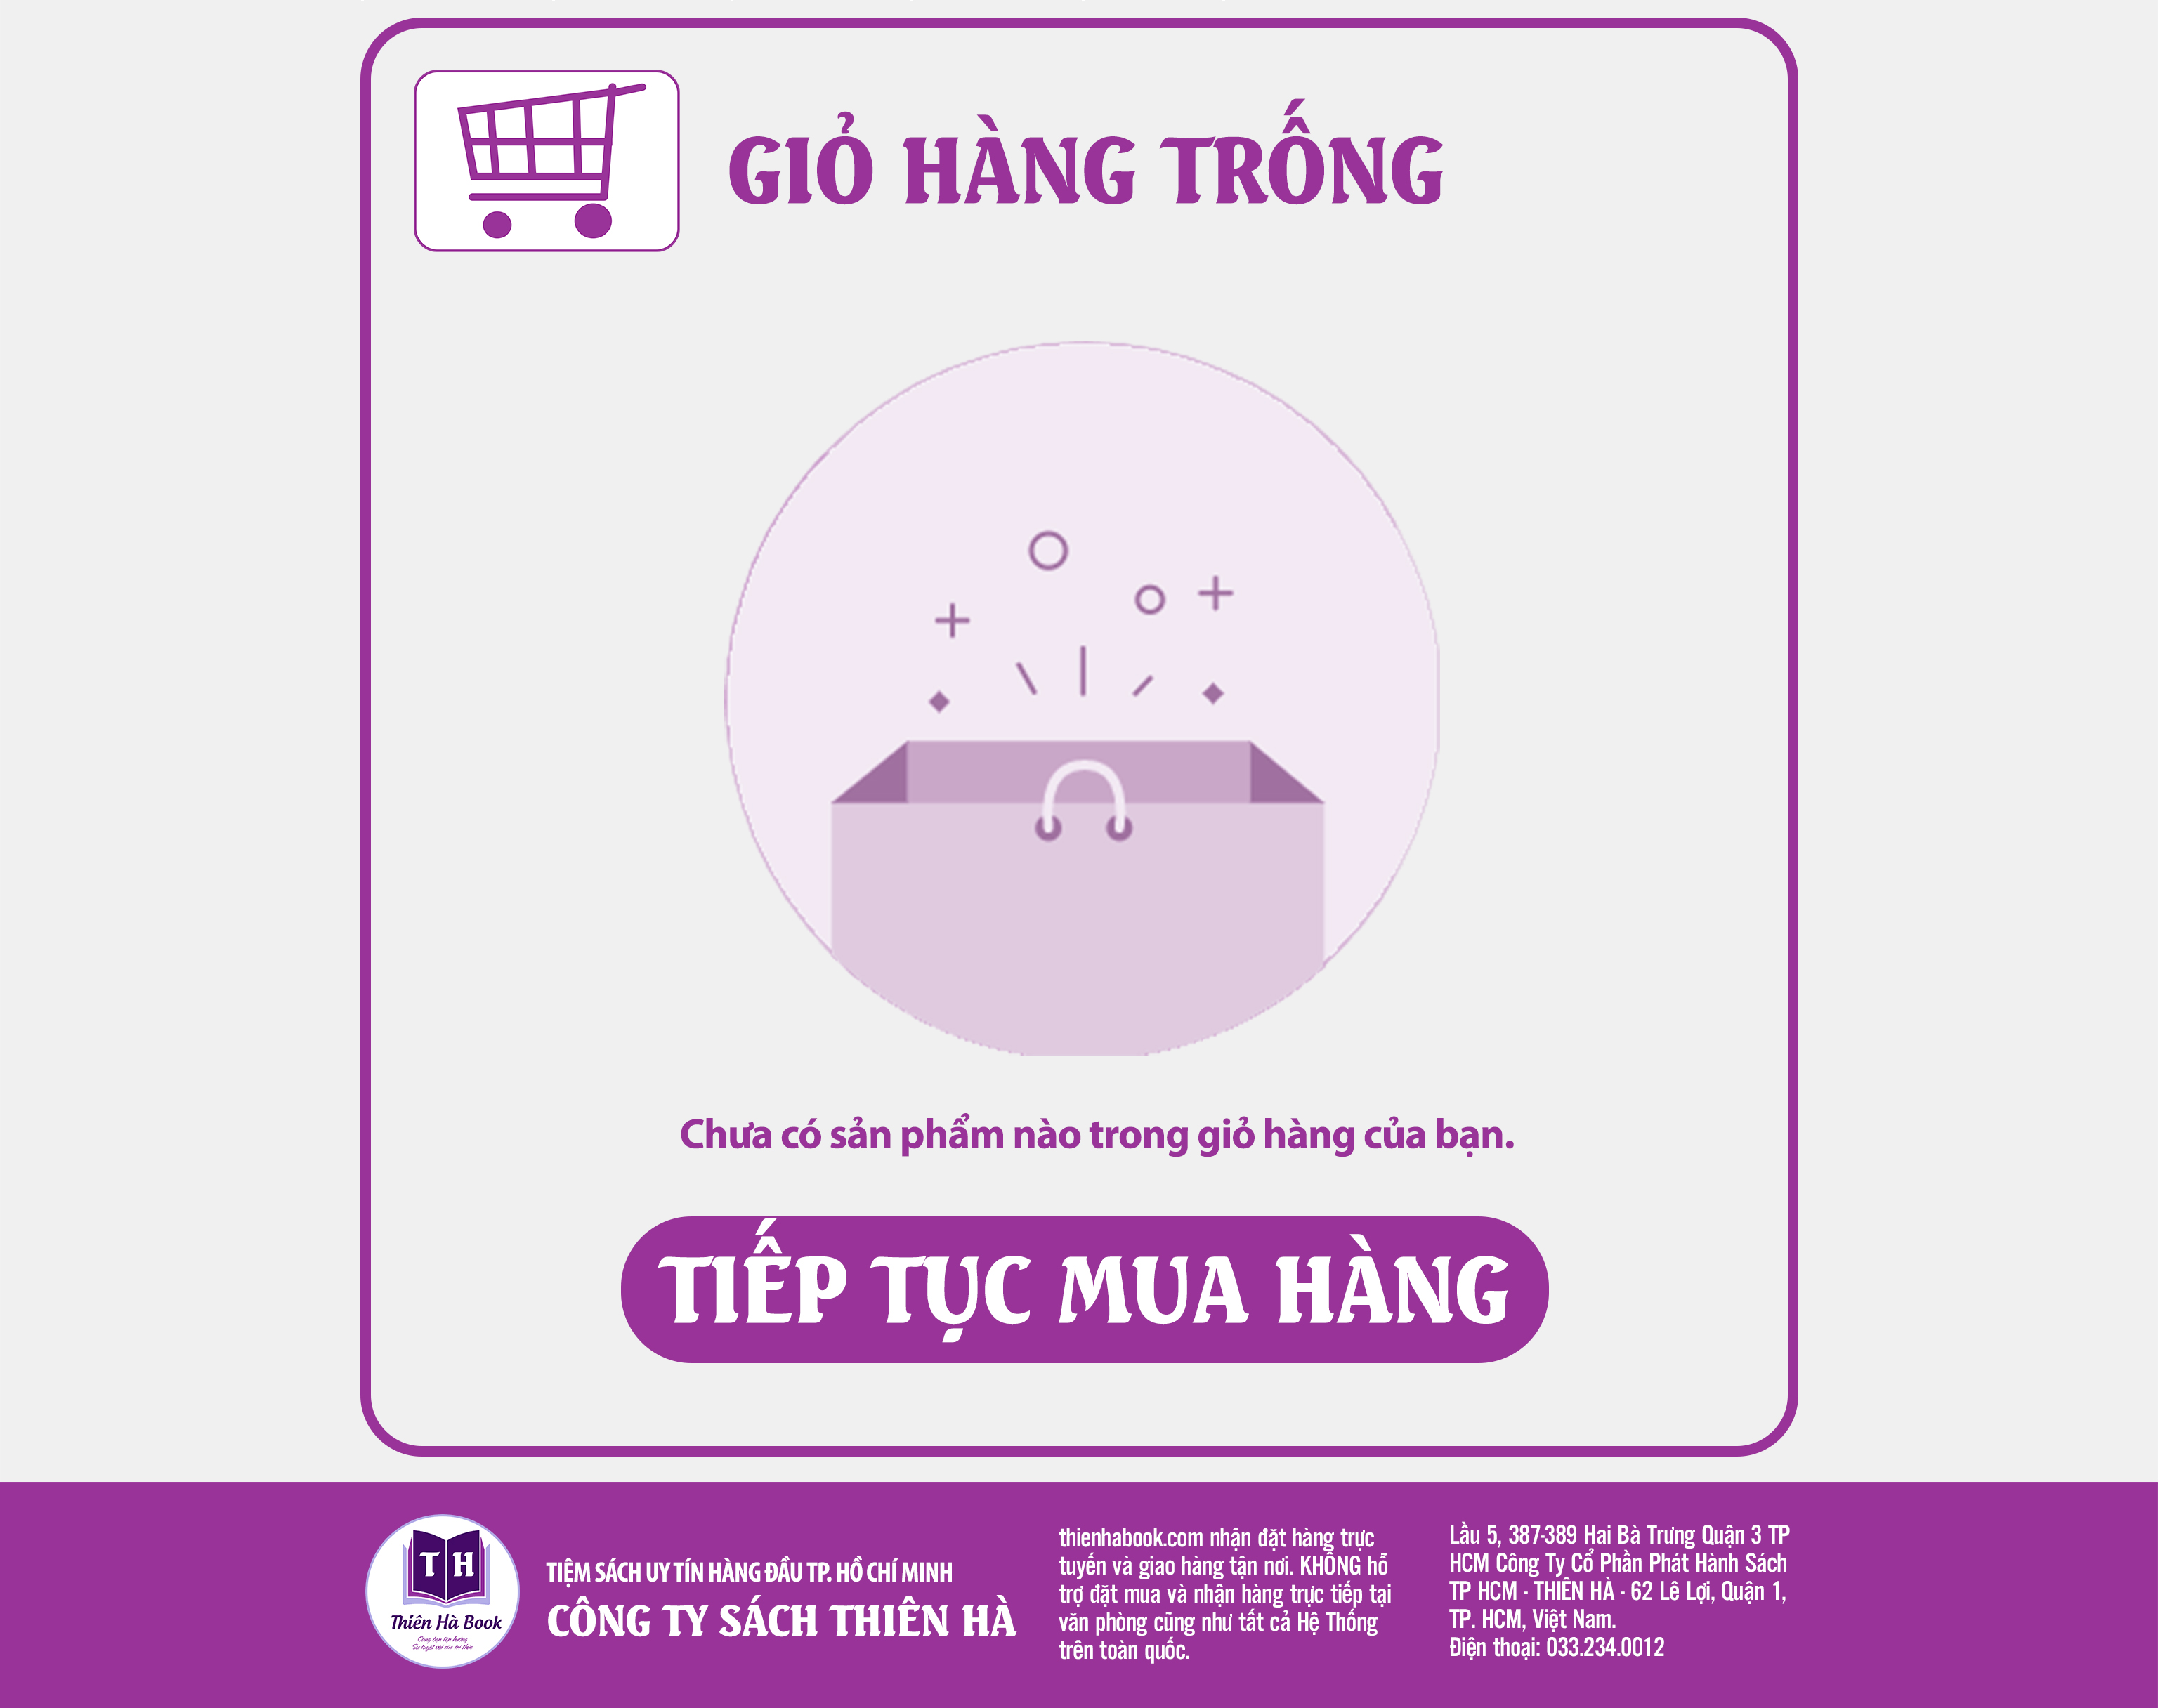 GIỎ HÀNG TRỐNG
Chưa có sản phẩm nào trong giỏ hàng của bạn.
TIẾP TỤC MUA HÀNG
T H
Thiên Hà Book
TIỆM SÁCH UY TÍN HÀNG ĐẦU TP. HỒ CHÍ MINH
CÔNG TY SÁCH THIÊN HÀ
thienhabook.com nhận đặt hàng trực
tuyến và giao hàng tận nơi. KHÔNG hỗ
trợ đặt mua và nhận hàng trực tiếp tại
văn phòng cũng như tất cả Hệ Thống
trên toàn quốc.
Lầu 5, 387-389 Hai Bà Trưng Quận 3 TP
HCM Công Ty Cổ Phần Phát Hành Sách
TP HCM - THIÊN HÀ - 62 Lê Lợi, Quận 1,
TP. HCM, Việt Nam.
Điện thoại: 033.234.0012